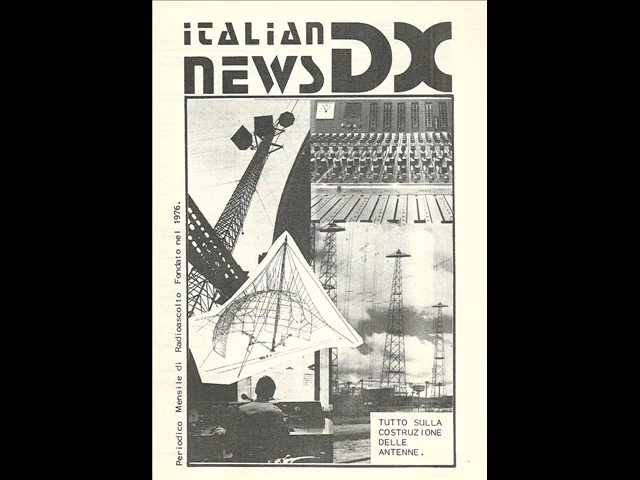 iTALiAN
NEWS DX
Periodico Mensile di Radioascolto Fondato nel 1976.
TUTTO SULLA
COSTRUZIONE
DELLE
ANTENNE.